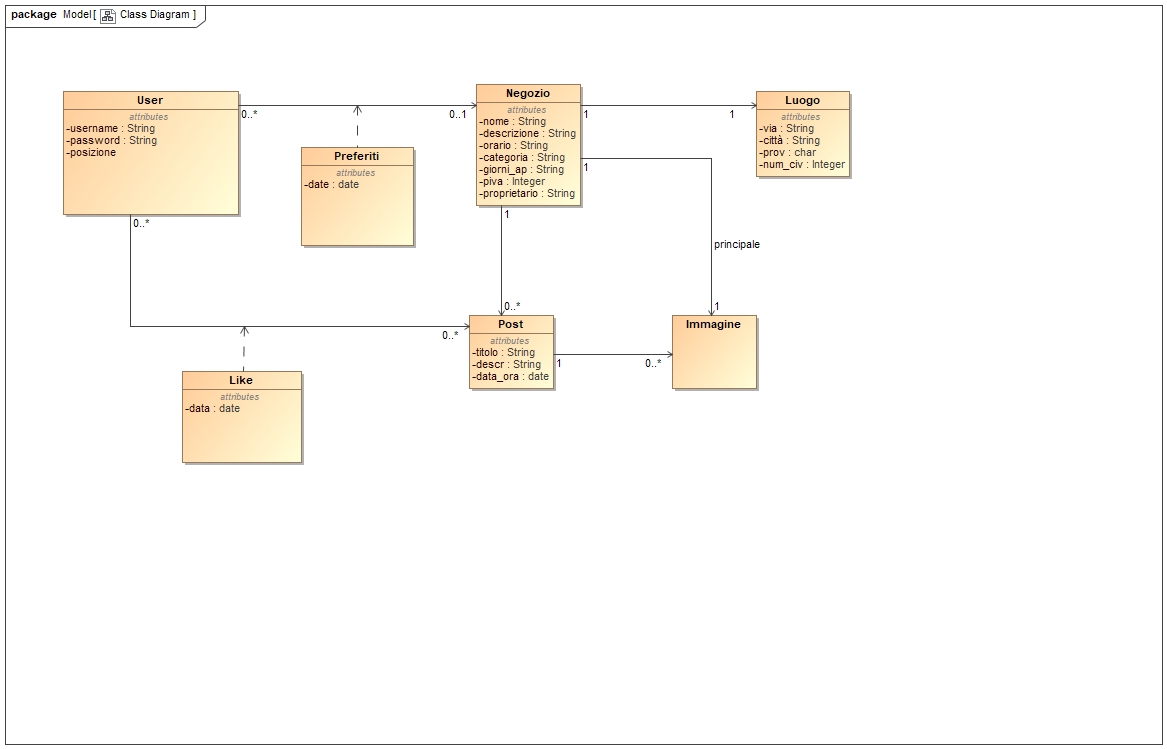 package Model[ Class Diagram ]
User
attributes
-username : String
-password : String
-posizione
0..*
0..*
0..1
Preferiti
attributes
-date : date
Negozio
attributes
-nome : String
-descrizione : String
-orario : String
-categoria : String
-giorni_ap : String
-piva : Integer
-proprietario : String
1
1
1
1
Luogo
attributes
-via : String
-città : String
-prov : char
-num_civ : Integer
principale
1
0..*
0..*
Post
attributes
-titolo : String
-descr : String
-data_ora : date
1
0..*
Immagine
Like
attributes
-data : date